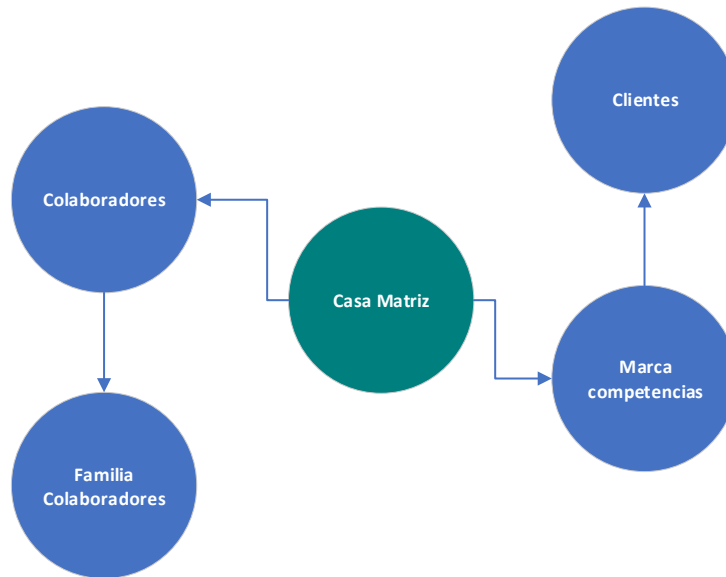 Clientes
Colaboradores
Casa Matriz
Marca
competencias
Familia
Colaboradores